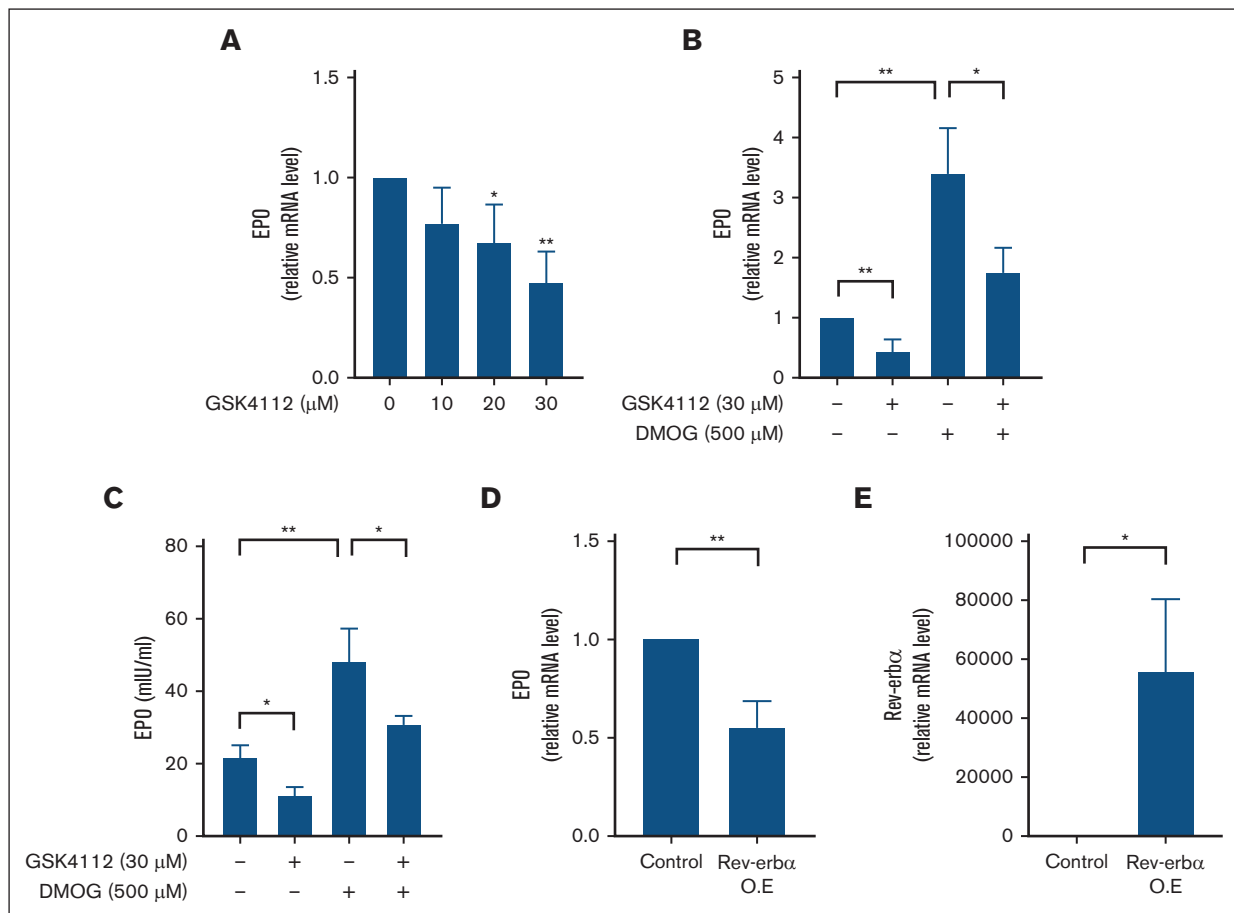 A
EPO
(relative mRNA level)
1.5
1.0
0.5
0.0
*
**
GSK4112 (μM)
0 10 20 30
B
EPO
(relative mRNA level)
5
4
3
2
1
0
** *
**
GSK4112 (30 μM) – + – +
DMOG (500 μM) – – + +
C
EPO (mIU/ml)
80
60
40
20
0
** *
*
GSK4112 (30 μM) – + – +
DMOG (500 μM) – – + +
D
EPO
(relative mRNA level)
1.5
1.0
0.5
0.0
**
Control Rev-erbα
O.E
E
Rev-erbα
(relative mRNA level)
100000
80000
60000
40000
20000
0
*
Control Rev-erbα
O.E